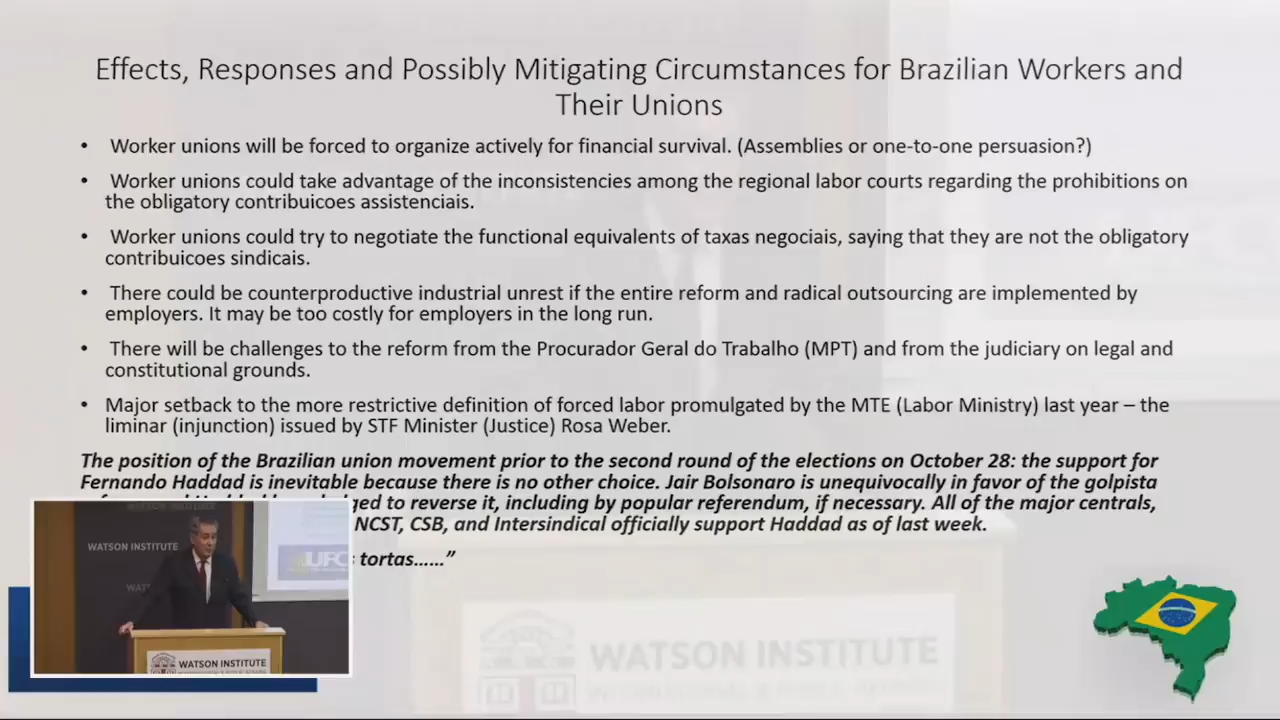 Effects, Responses and Possibly Mitigating Circumstances for Brazilian Workers and
Their Unions
• Worker unions will be forced to organize actively for financial survival. (Assemblies or one-to-one persuasion?)
• Worker unions could take advantage of the inconsistencies among the regional labor courts regarding the prohibitions on
the obligatory contribuicoes assistenciais.
• Worker unions could try to negotiate the functional equivalents of taxas negociais, saying that they are not the obligatory
contribuicoes sindicais.
• There could be counterproductive industrial unrest if the entire reform and radical outsourcing are implemented by
employers. It may be too costly for employers in the long run.
• There will be challenges to the reform from the Procurador Geral do Trabalho (MPT) and from the judiciary on legal and
constitutional grounds.
• Major setback to the more restrictive definition of forced labor promulgated by the MTE (Labor Ministry) last year – the
liminar (injunction) issued by STF Minister (Justice) Rosa Weber.
The position of the Brazilian union movement prior to the second round of the elections on October 28: the support for
Fernando Haddad is inevitable because there is no other choice. Jair Bolsonaro is unequivocally in favor of the golpista
to reverse it, including by popular referendum, if necessary. All of the major centrals,
NCST, CSB, and Intersindical officially support Haddad as of last week.
tortas……”
WATSON INSTITUTE
UFC
WATSON INSTITUTE
WATSON INSTITUTE